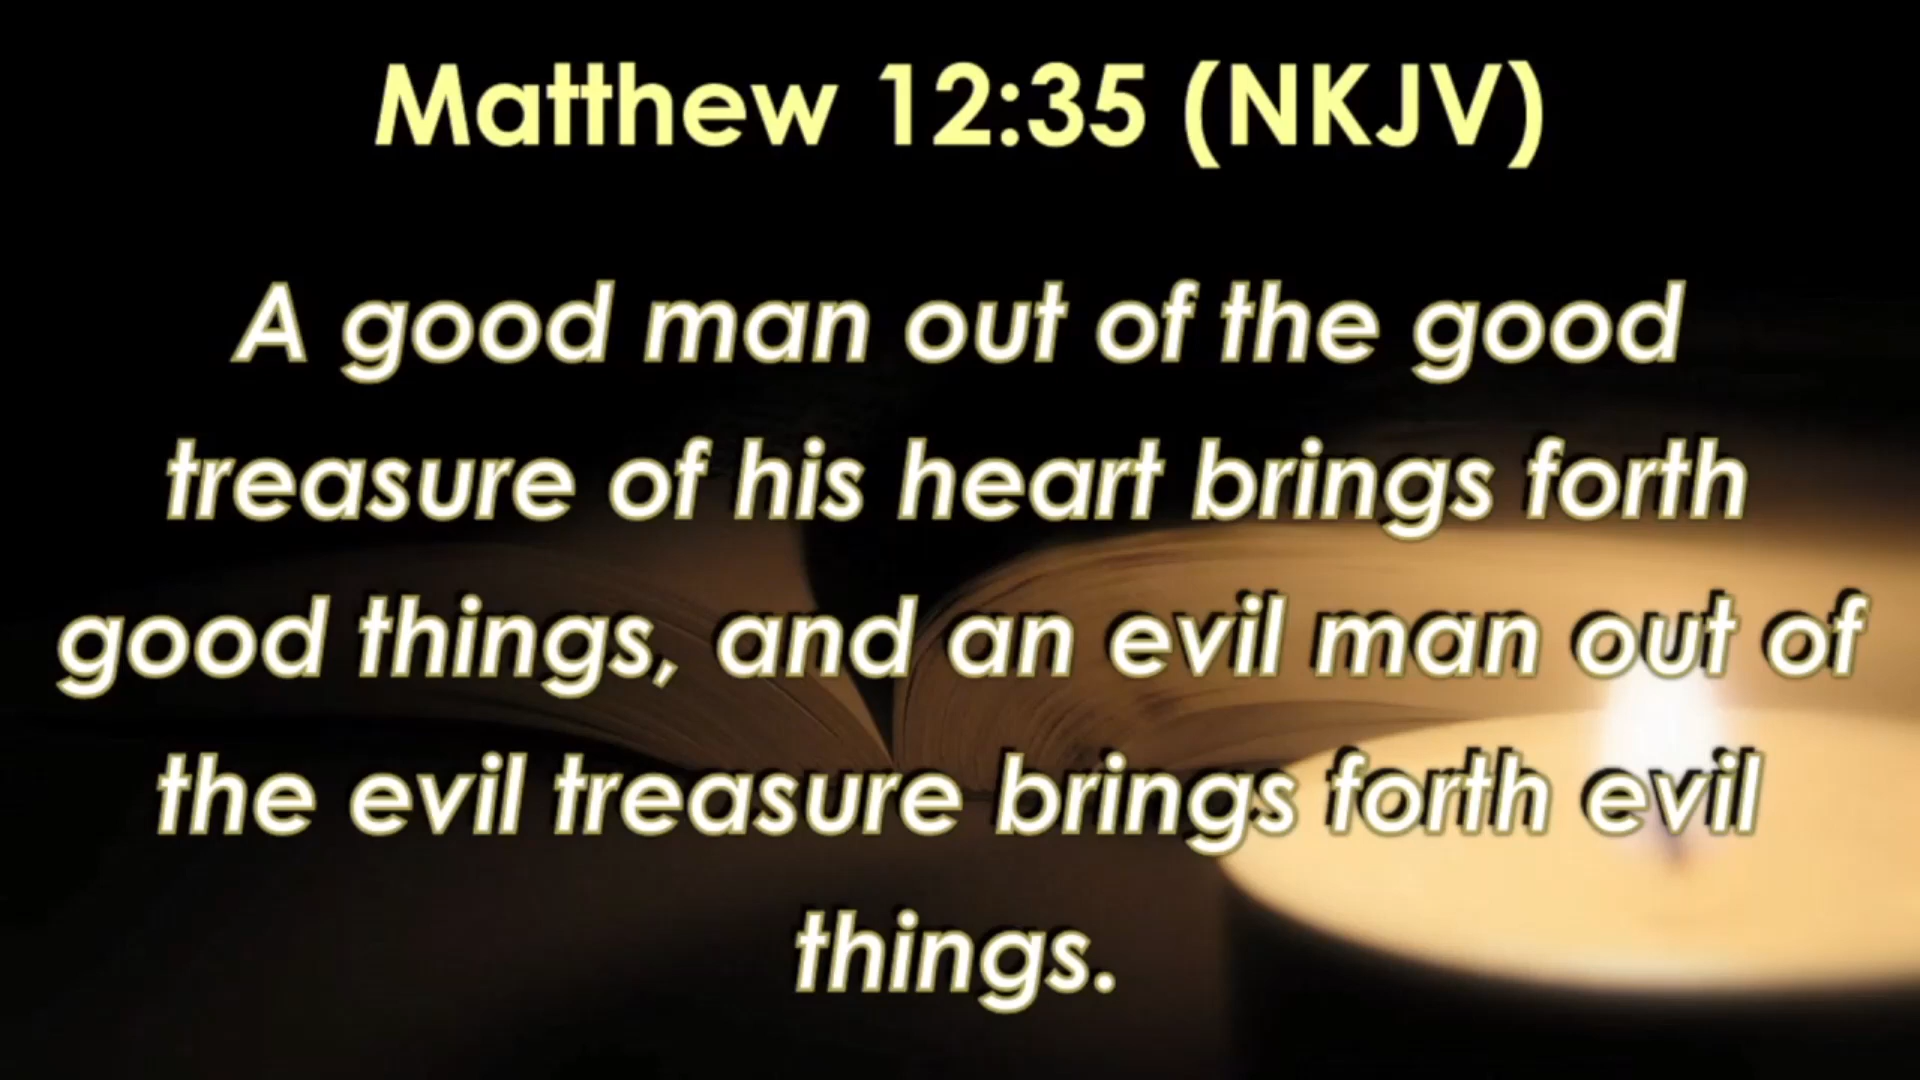 Matthew 12:35 (NKJV)
A good man out of the good
treasure of his heart brings forth
good things, and an evil man out of
the evil treasure brings forth evil
things.